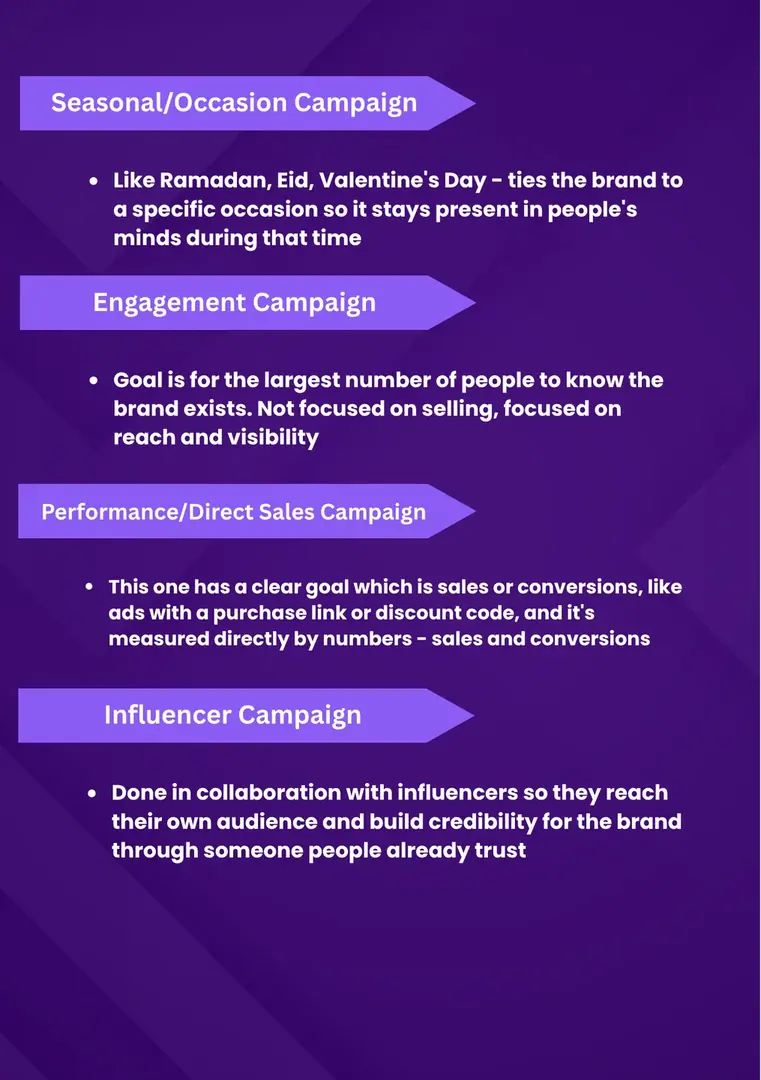 Seasonal/Occasion Campaign
• Like Ramadan, Eid, Valentine's Day - ties the brand to
a specific occasion so it stays present in people's
minds during that time
Engagement Campaign
• Goal is for the largest number of people to know the
brand exists. Not focused on selling, focused on
reach and visibility
Performance/Direct Sales Campaign
• This one has a clear goal which is sales or conversions, like
ads with a purchase link or discount code, and it's
measured directly by numbers - sales and conversions
Influencer Campaign
• Done in collaboration with influencers so they reach
their own audience and build credibility for the brand
through someone people already trust